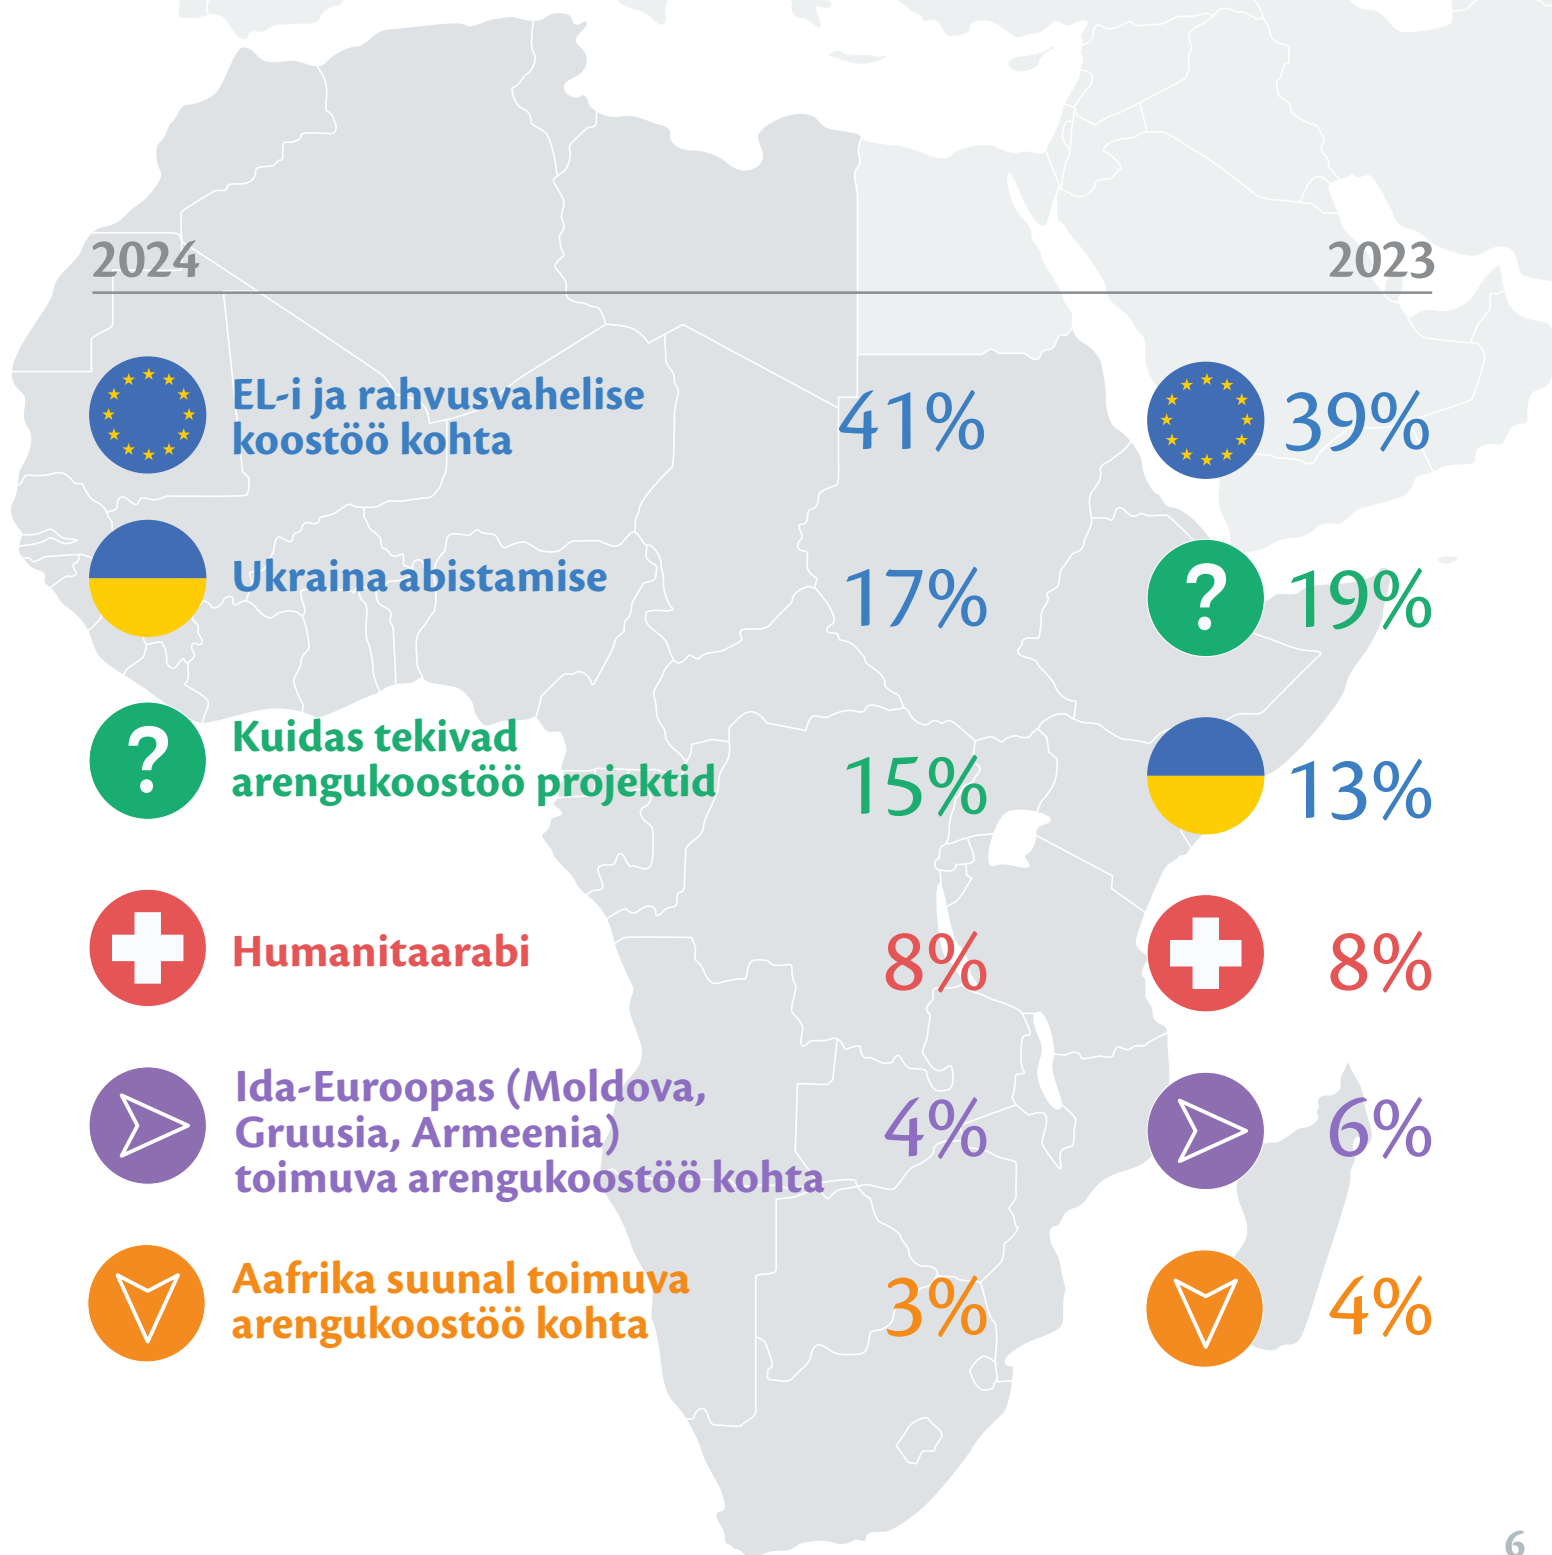 2024 2023
EL-i ja rahvusvahelise
koostöö kohta
41% 39%
Ukraina abistamise
17% ? 19%
? Kuidas tekivad
arengukoostöö projektid
15% 13%
Humanitaarabi
8% 8%
Ida-Euroopas (Moldova,
Gruusia, Armeenia)
toimuva arengukoostöö kohta
4% 6%
Aafrika suunal toimuva
arengukoostöö kohta
3% 4%
6